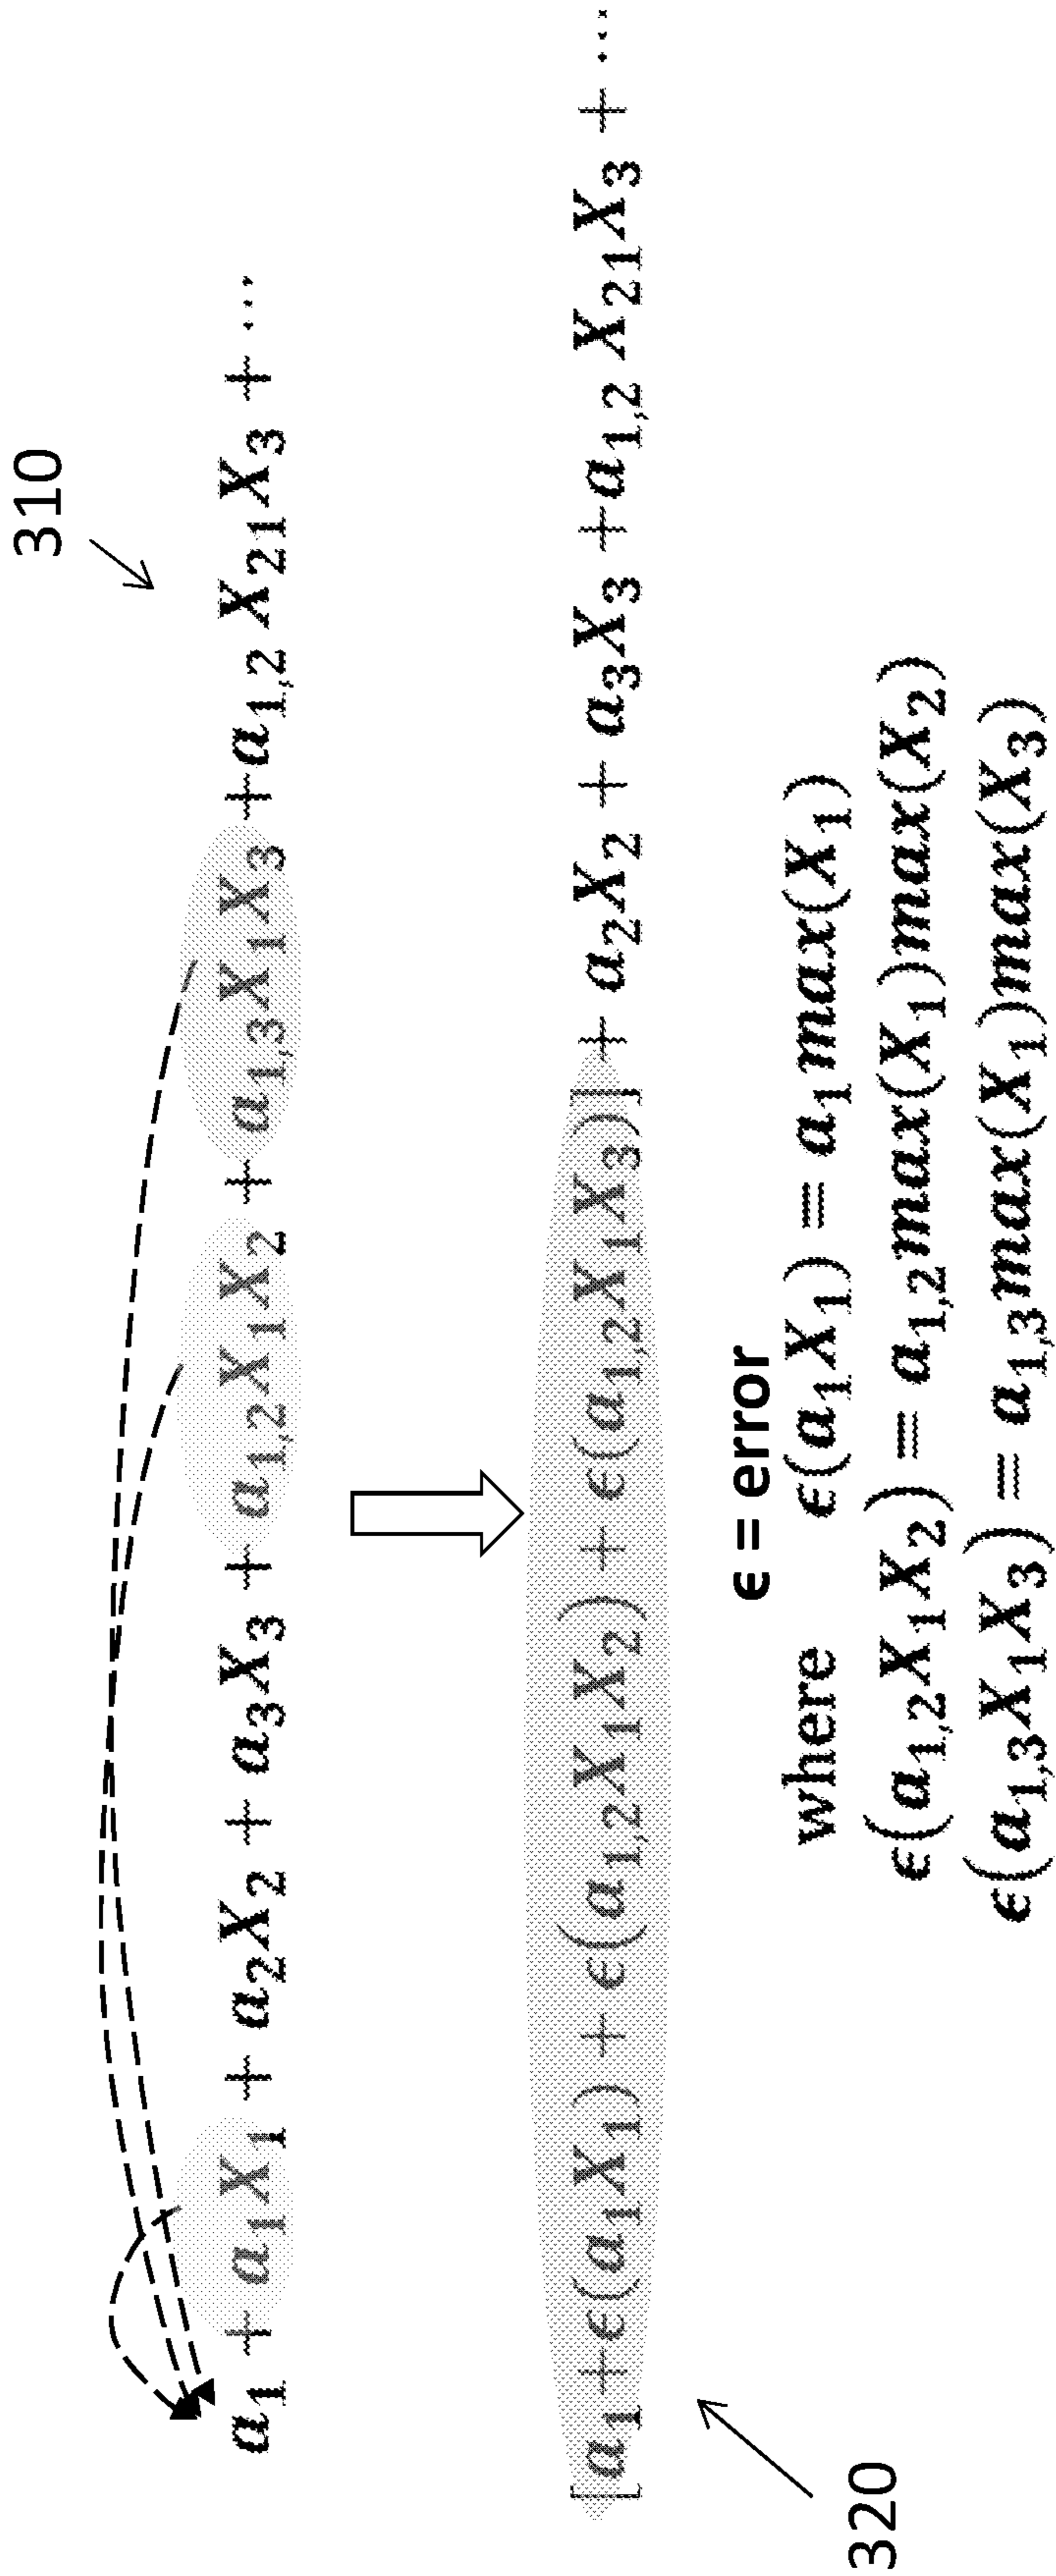 310
a₁ + a₁X₁ + a₂X₂ + a₃X₃ + a₁,₂X₁X₂ + a₁,₃X₁X₃ + a₁,₂ X₂₁X₃ + ...
[a₁ + ϵ(a₁X₁) + ϵ(a₁,₂X₁X₂) + ϵ(a₁,₂X₁X₃)] + a₂X₂ + a₃X₃ + a₁,₂ X₂₁X₃ + ...
320
ϵ = error
where ϵ(a₁X₁) = a₁max(X₁)
ϵ(a₁,₂X₁X₂) = a₁,₂max(X₁)max(X₂)
ϵ(a₁,₃X₁X₃) = a₁,₃max(X₁)max(X₃)